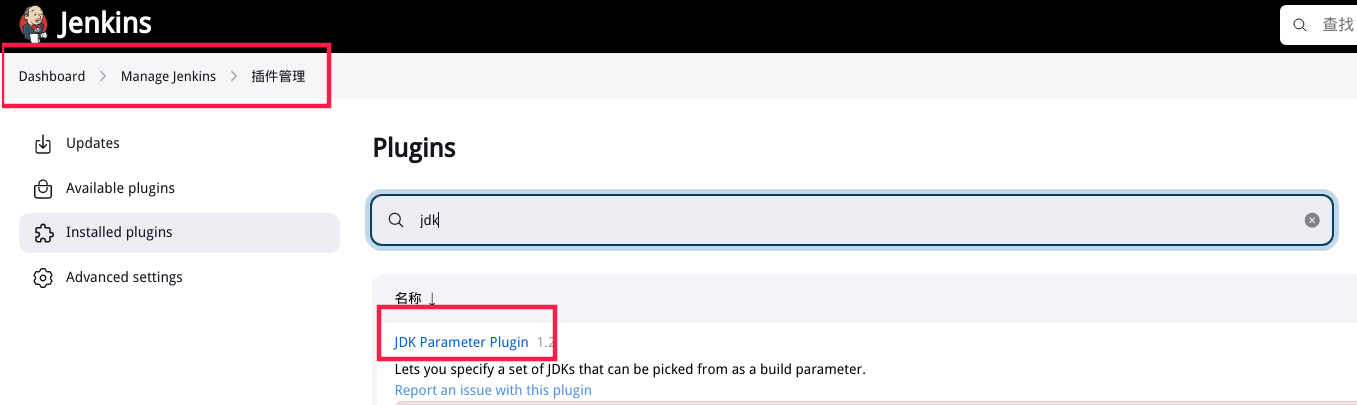 Jenkins
查找
Dashboard > Manage Jenkins > 插件管理
Updates
Available plugins
Installed plugins
Advanced settings
Plugins
jdk
名称 ↓
JDK Parameter Plugin 1.2
Lets you specify a set of JDKs that can be picked from as a build parameter.
Report an issue with this plugin